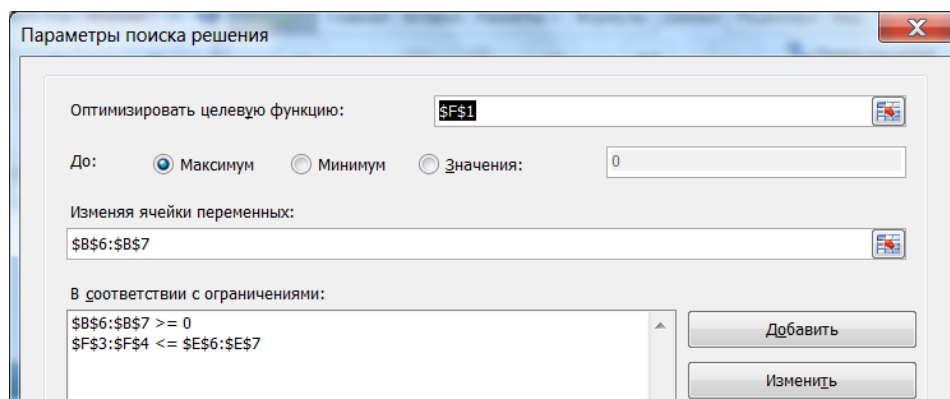 Параметры поиска решения
Оптимизировать целевую функцию: $F$1
До: Максимум Минимум Значения: 0
Изменяя ячейки переменных:
$B$6:$B$7
В соответствии с ограничениями:
$B$6:$B$7 >= 0
$F$3:$F$4 <= $E$6:$E$7
Добавить
Изменить